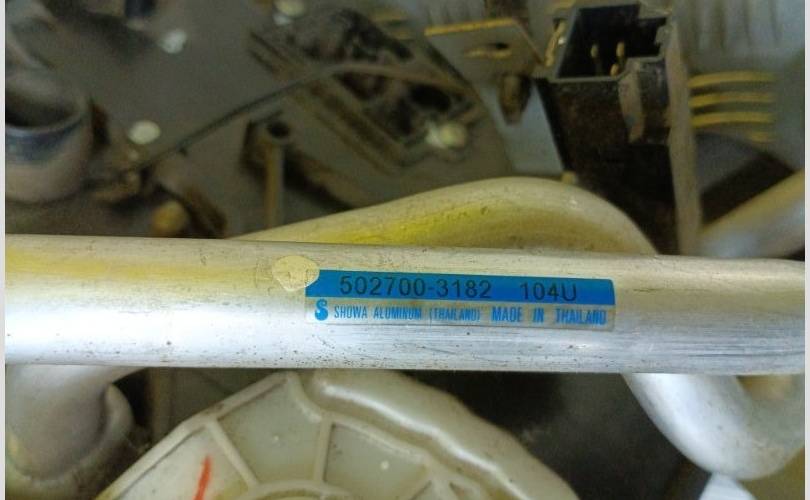 502700-3182 104U
SHOWA ALUMINUM (THAILAND) MADE IN THAILAND